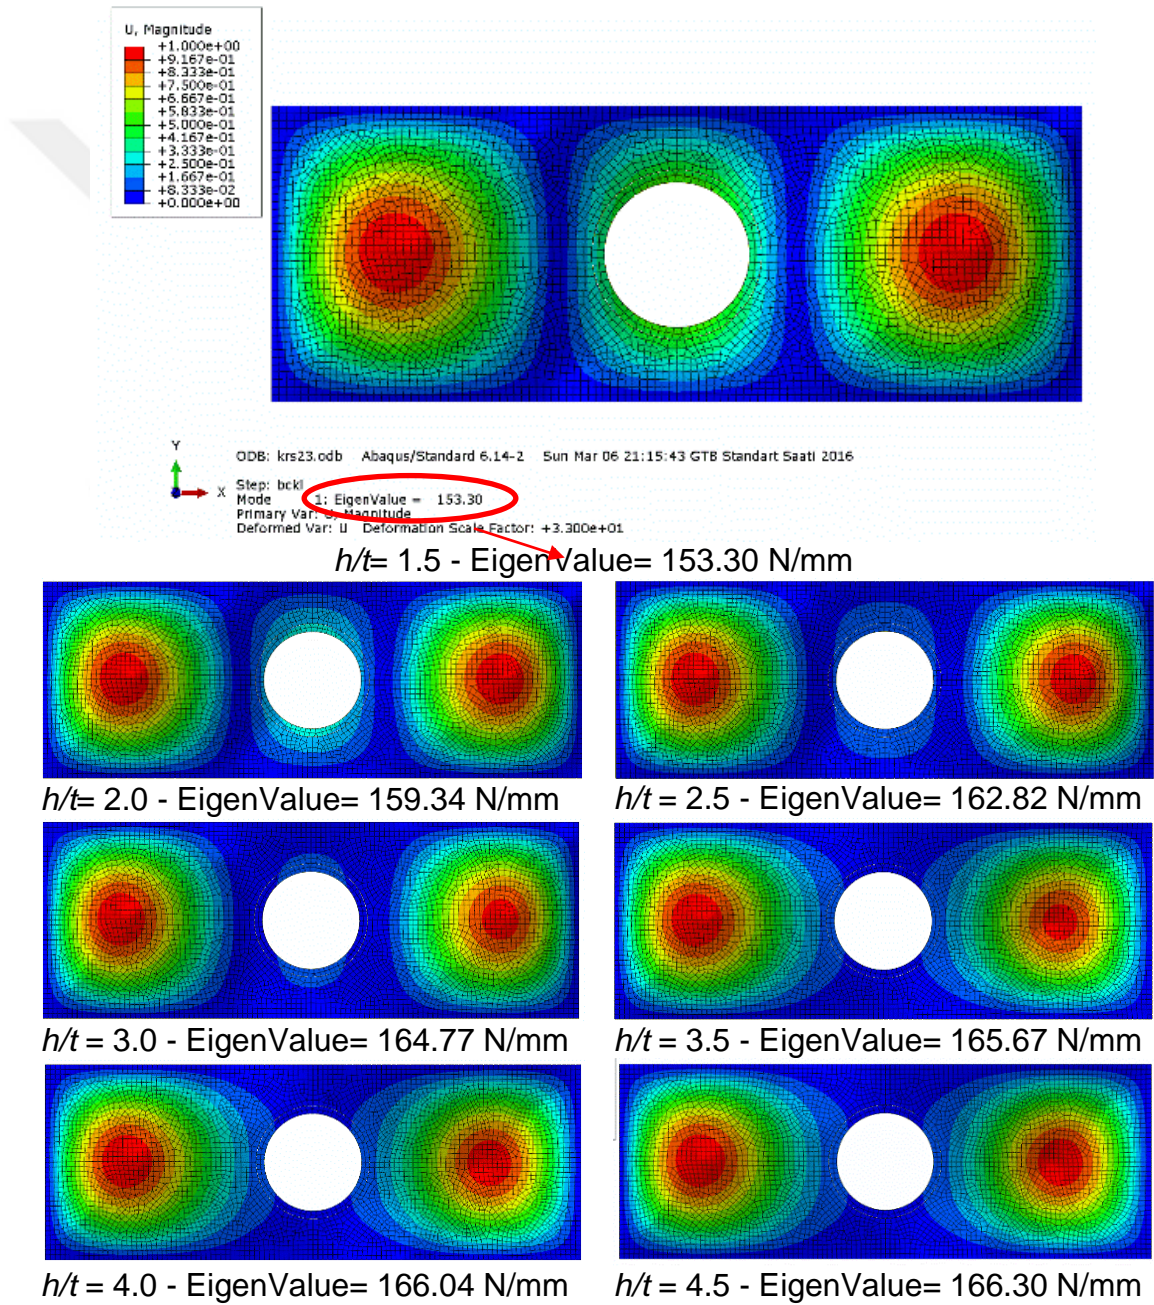 U, Magnitude
+1.000e+00
+9.167e-01
+8.333e-01
+7.500e-01
+6.667e-01
+5.833e-01
+5.000e-01
+4.167e-01
+3.333e-01
+2.500e-01
+1.667e-01
+8.333e-02
+0.000e+00
Y
X
ODB: krs23.odb Abaqus/Standard 6.14-2 Sun Mar 06 21:15:43 GTB Standart Saati 2016
Step: bckl
Mode 1: EigenValue = 153.30
Primary Var: U, Magnitude
Deformed Var: U Deformation Scale Factor: +3.300e+01
h/t= 1.5 - EigenValue= 153.30 N/mm
h/t= 2.0 - EigenValue= 159.34 N/mm
h/t = 2.5 - EigenValue= 162.82 N/mm
h/t = 3.0 - EigenValue= 164.77 N/mm
h/t = 3.5 - EigenValue= 165.67 N/mm
h/t = 4.0 - EigenValue= 166.04 N/mm
h/t = 4.5 - EigenValue= 166.30 N/mm